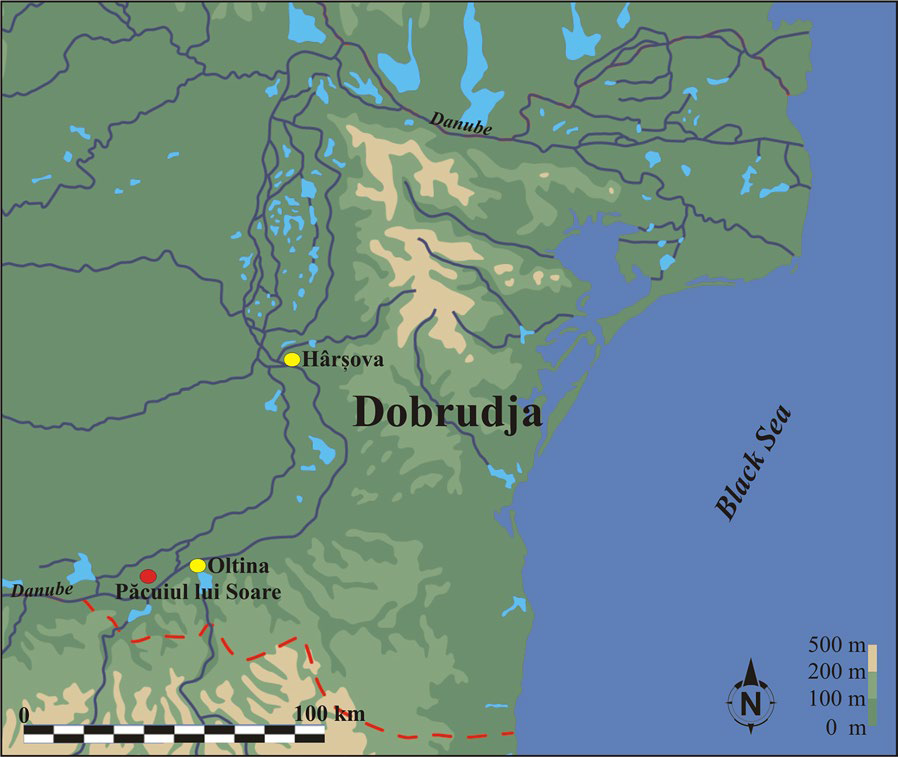 Danube
Hârșova
Dobrudja
Black Sea
Oltina
Păcuiul lui Soare
Danube
500 m
200 m
100 m
0 m
0
100 km
N